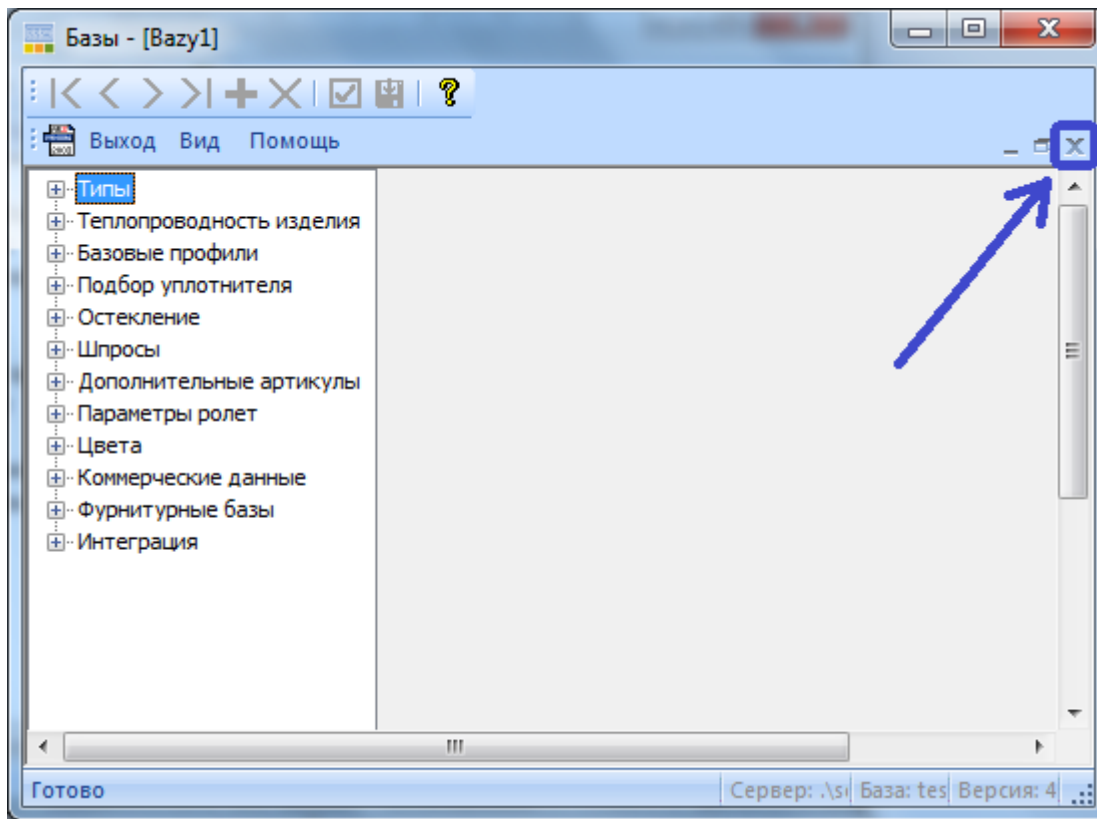 Базы - [Bazy1]
Выход Вид Помощь
Типы
Теплопроводность изделия
Базовые профили
Подбор уплотнителя
Остекление
Шпросы
Дополнительные артикулы
Параметры ролет
Цвета
Коммерческие данные
Фурнитурные базы
Интеграция
Готово Сервер: .\s База: tes Версия: 4